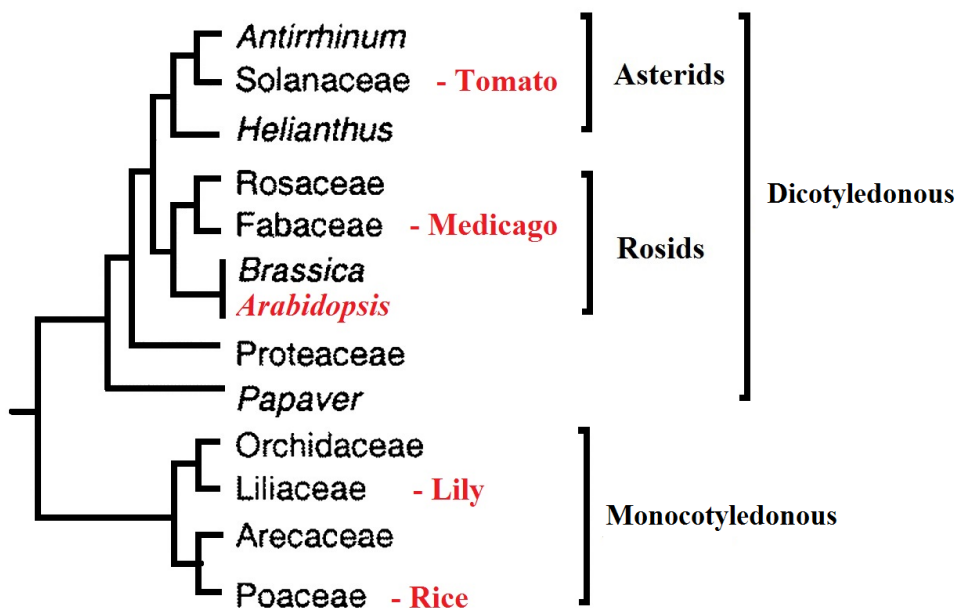 Antirrhinum
Solanaceae - Tomato
Asterids
Helianthus
Rosaceae
Dicotyledonous
Fabaceae - Medicago
Rosids
Brassica
Arabidopsis
Proteaceae
Papaver
Orchidaceae
Liliaceae - Lily
Monocotyledonous
Arecaceae
Poaceae - Rice